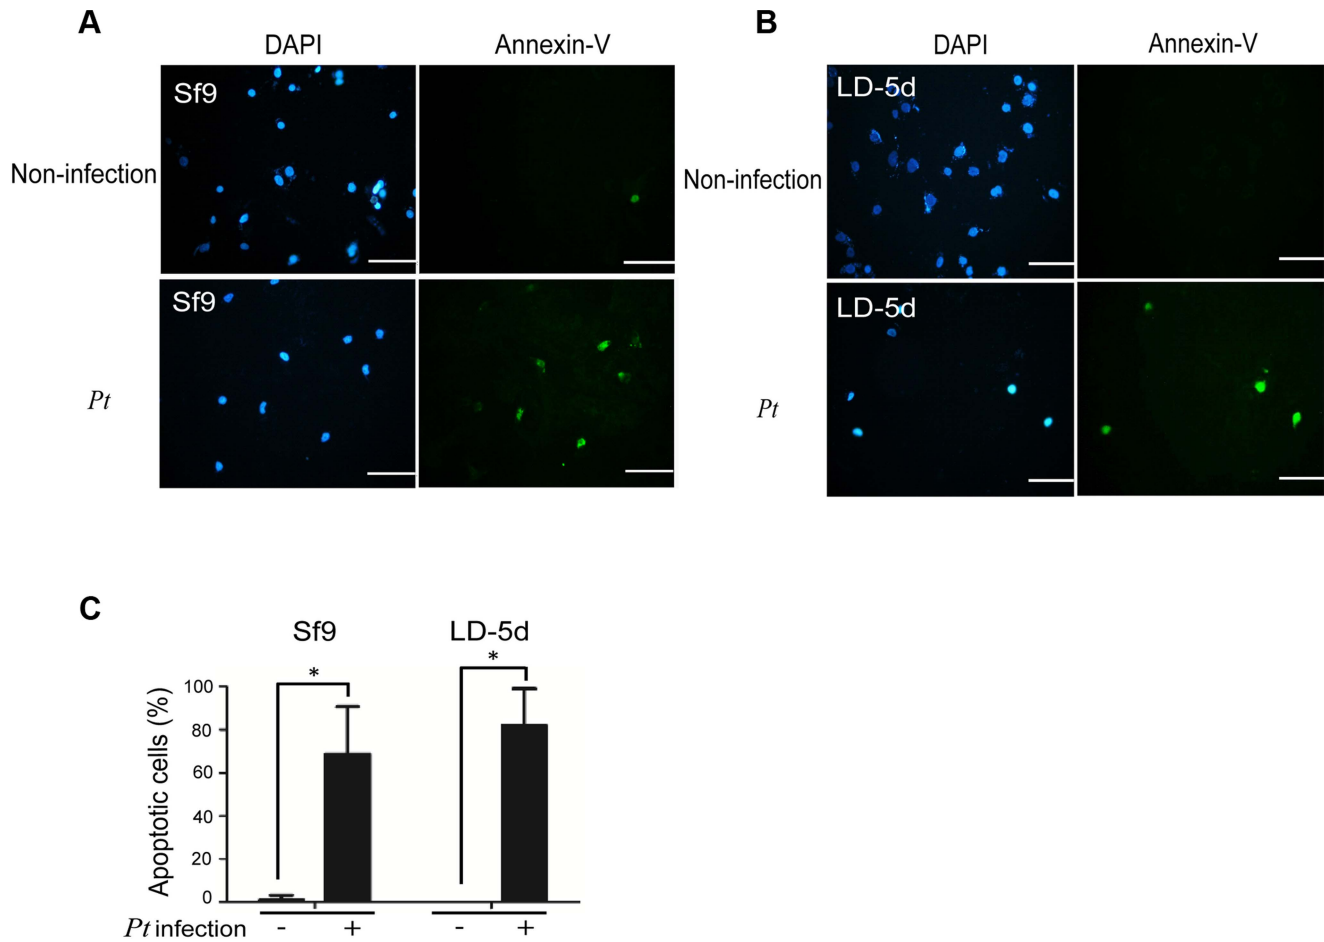 A
B
DAPI
Annexin-V
DAPI
Annexin-V
Sf9
LD-5d
Non-infection
Non-infection
Sf9
LD-5d
Pt
Pt
C
Sf9
LD-5d
*
*
Apoptotic cells (%)
100
80
60
40
20
0
Pt infection - + - +